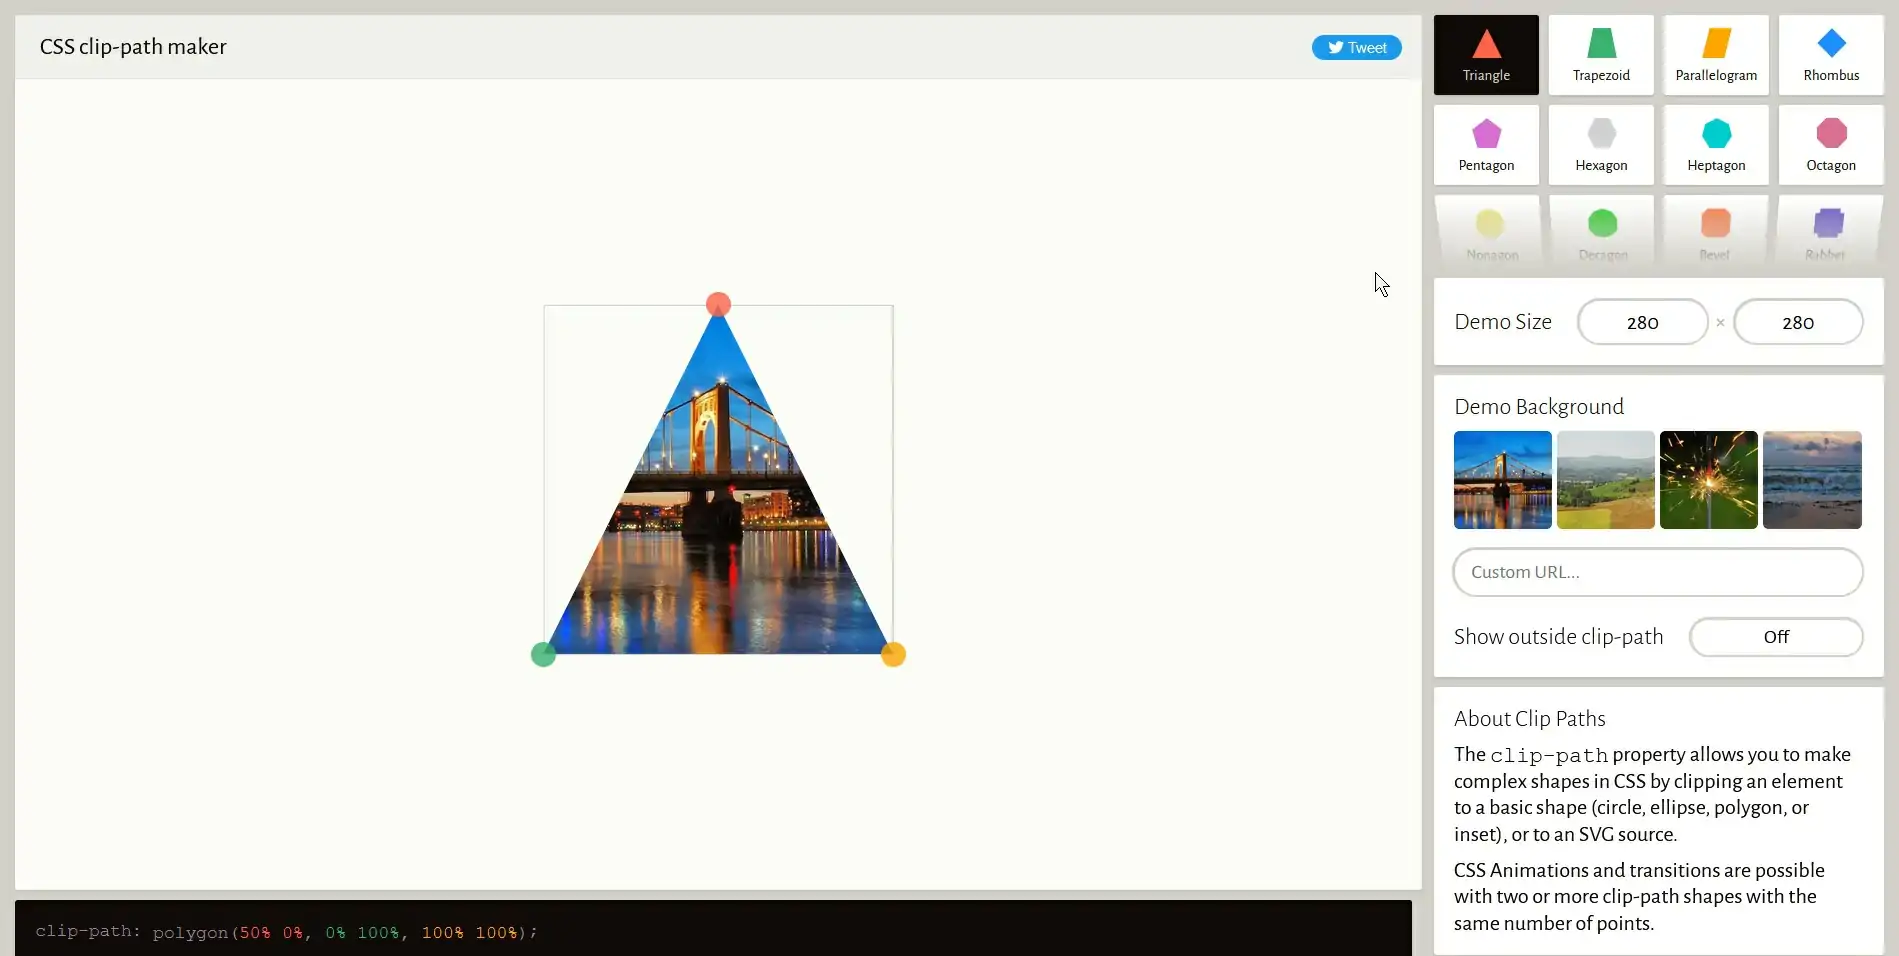 CSS clip-path maker
Tweet
Triangle
Trapezoid
Parallelogram
Rhombus
Pentagon
Hexagon
Heptagon
Octagon
Nonagon
Decagon
Bevel
Rabbet
Demo Size
280 × 280
Demo Background
Custom URL...
Show outside clip-path
Off
About Clip Paths
The clip-path property allows you to make
complex shapes in CSS by clipping an element
to a basic shape (circle, ellipse, polygon, or
inset), or to an SVG source.
CSS Animations and transitions are possible
with two or more clip-path shapes with the
same number of points.
clip-path: polygon(50% 0%, 0% 100%, 100% 100%);